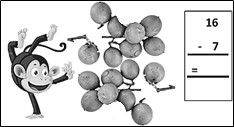 16
- 7
=